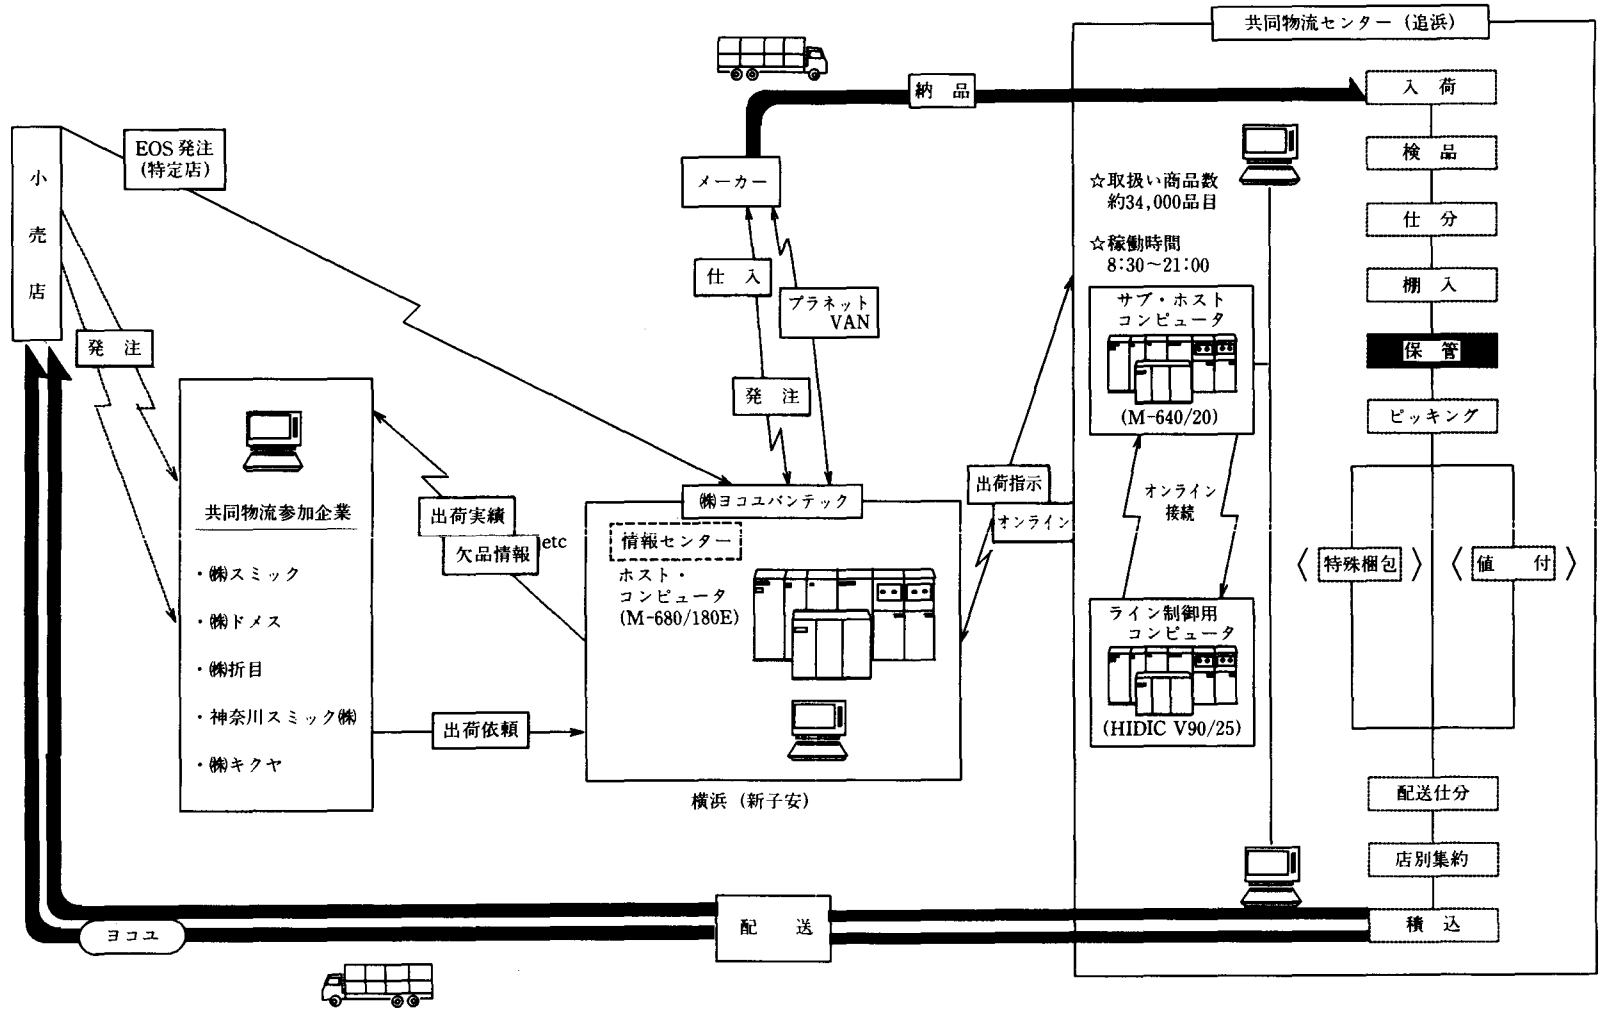 共同物流センター（追浜）
納　品
入　荷
EOS発注
(特定店)
検　品
小売店
メーカー
☆取扱い商品数
約34,000品目
仕　分
☆稼働時間
8:30～21:00
仕　入
棚　入
プラネット
VAN
サブ・ホスト
コンピュータ
発　注
保　管
発　注
(M-640/20)
ピッキング
出荷指示
オンライン
オンライン
接続
㈱ヨコユバンテック
共同物流参加企業
出荷実績
欠品情報
etc
情報センター
特殊梱包
値　付
・㈱スミック
ホスト・
コンピュータ
(M-680/180E)
・㈱ドメス
ライン制御用
コンピュータ
・㈱折目
・神奈川スミック㈱
出荷依頼
(HIDIC V90/25)
・㈱キクヤ
横浜（新子安）
配送仕分
店別集約
ヨコユ
配　送
積　込